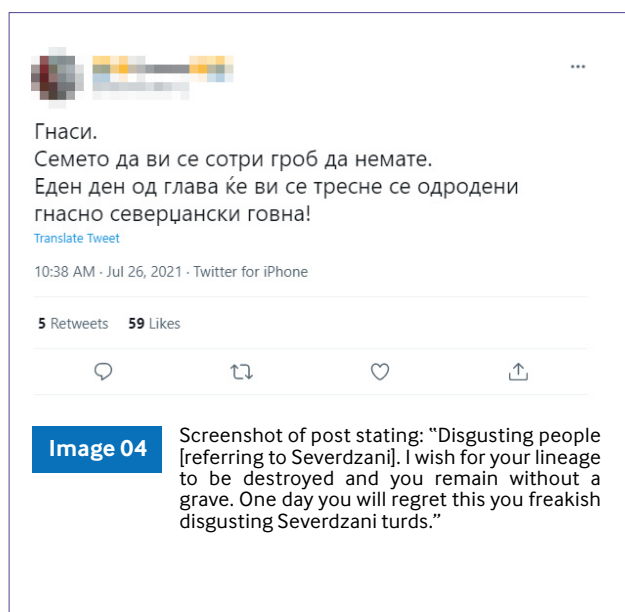 Гнаси.
Семето да ви се сотри гроб да немате.
Еден ден од глава ќе ви се тресне се одродени
гнасно северџански говна!
Translate Tweet
10:38 AM · Jul 26, 2021 · Twitter for iPhone
5 Retweets 59 Likes
Image 04
Screenshot of post stating: “Disgusting people
[referring to Severdzani]. I wish for your lineage
to be destroyed and you remain without a
grave. One day you will regret this you freakish
disgusting Severdzani turds.”